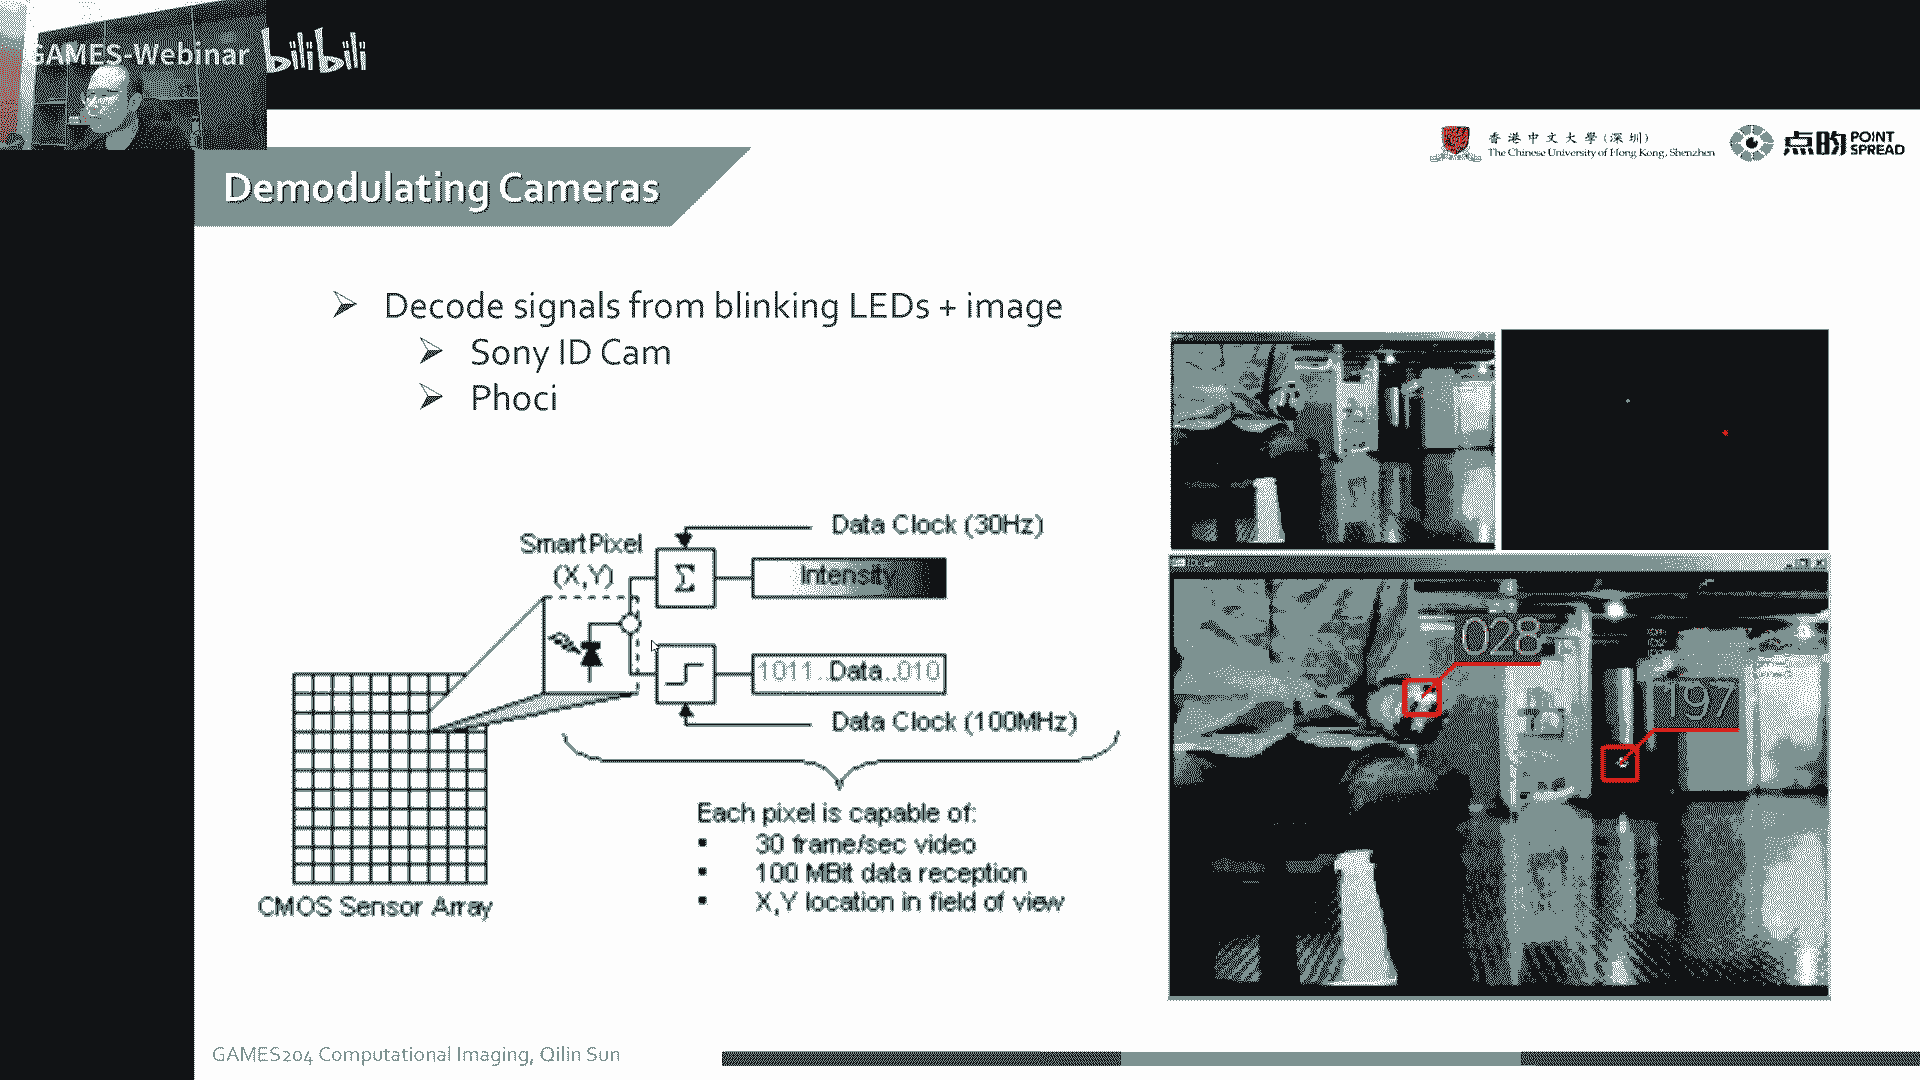 GAMES-Webinar bilibili
香港中文大學(深圳)
The Chinese University of Hong Kong, Shenzhen
点昀 POINT SPREAD
Demodulating Cameras
Decode signals from blinking LEDs + image
Sony ID Cam
Phoci
Data Clock (30Hz)
Smart Pixel
(X,Y)
Σ
Intensity
1011..Data..010
Data Clock (100MHz)
Each pixel is capable of:
30 frame/sec video
100 MBit data reception
X,Y location in field of view
CMOS Sensor Array
028
197
GAMES204 Computational Imaging, Qilin Sun